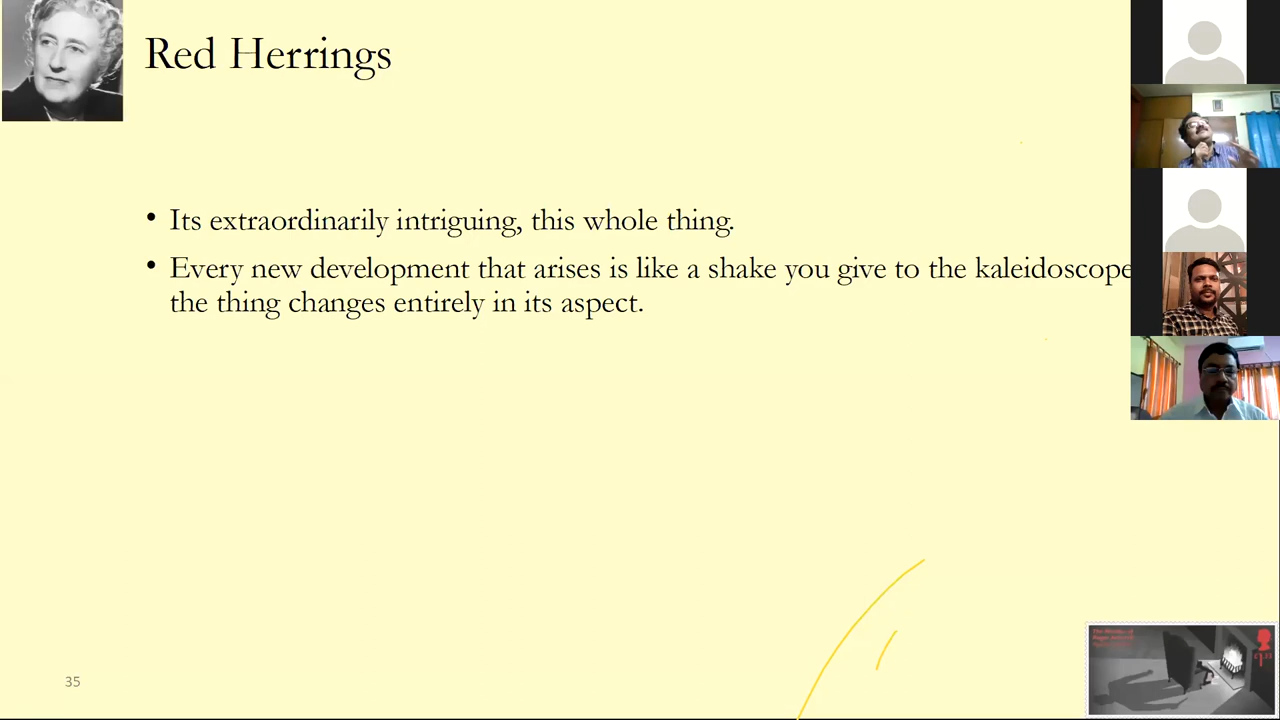 Red Herrings
• Its extraordinarily intriguing, this whole thing.
• Every new development that arises is like a shake you give to the kaleidoscope
the thing changes entirely in its aspect.
35